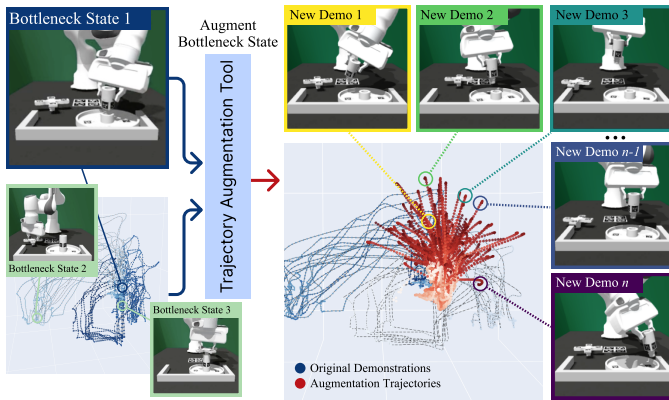 Bottleneck State 1
Augment
Bottleneck State
Trajectory Augmentation Tool
New Demo 1
New Demo 2
New Demo 3
...
New Demo n-1
New Demo n
Bottleneck State 2
Bottleneck State 3
Original Demonstrations
Augmentation Trajectories